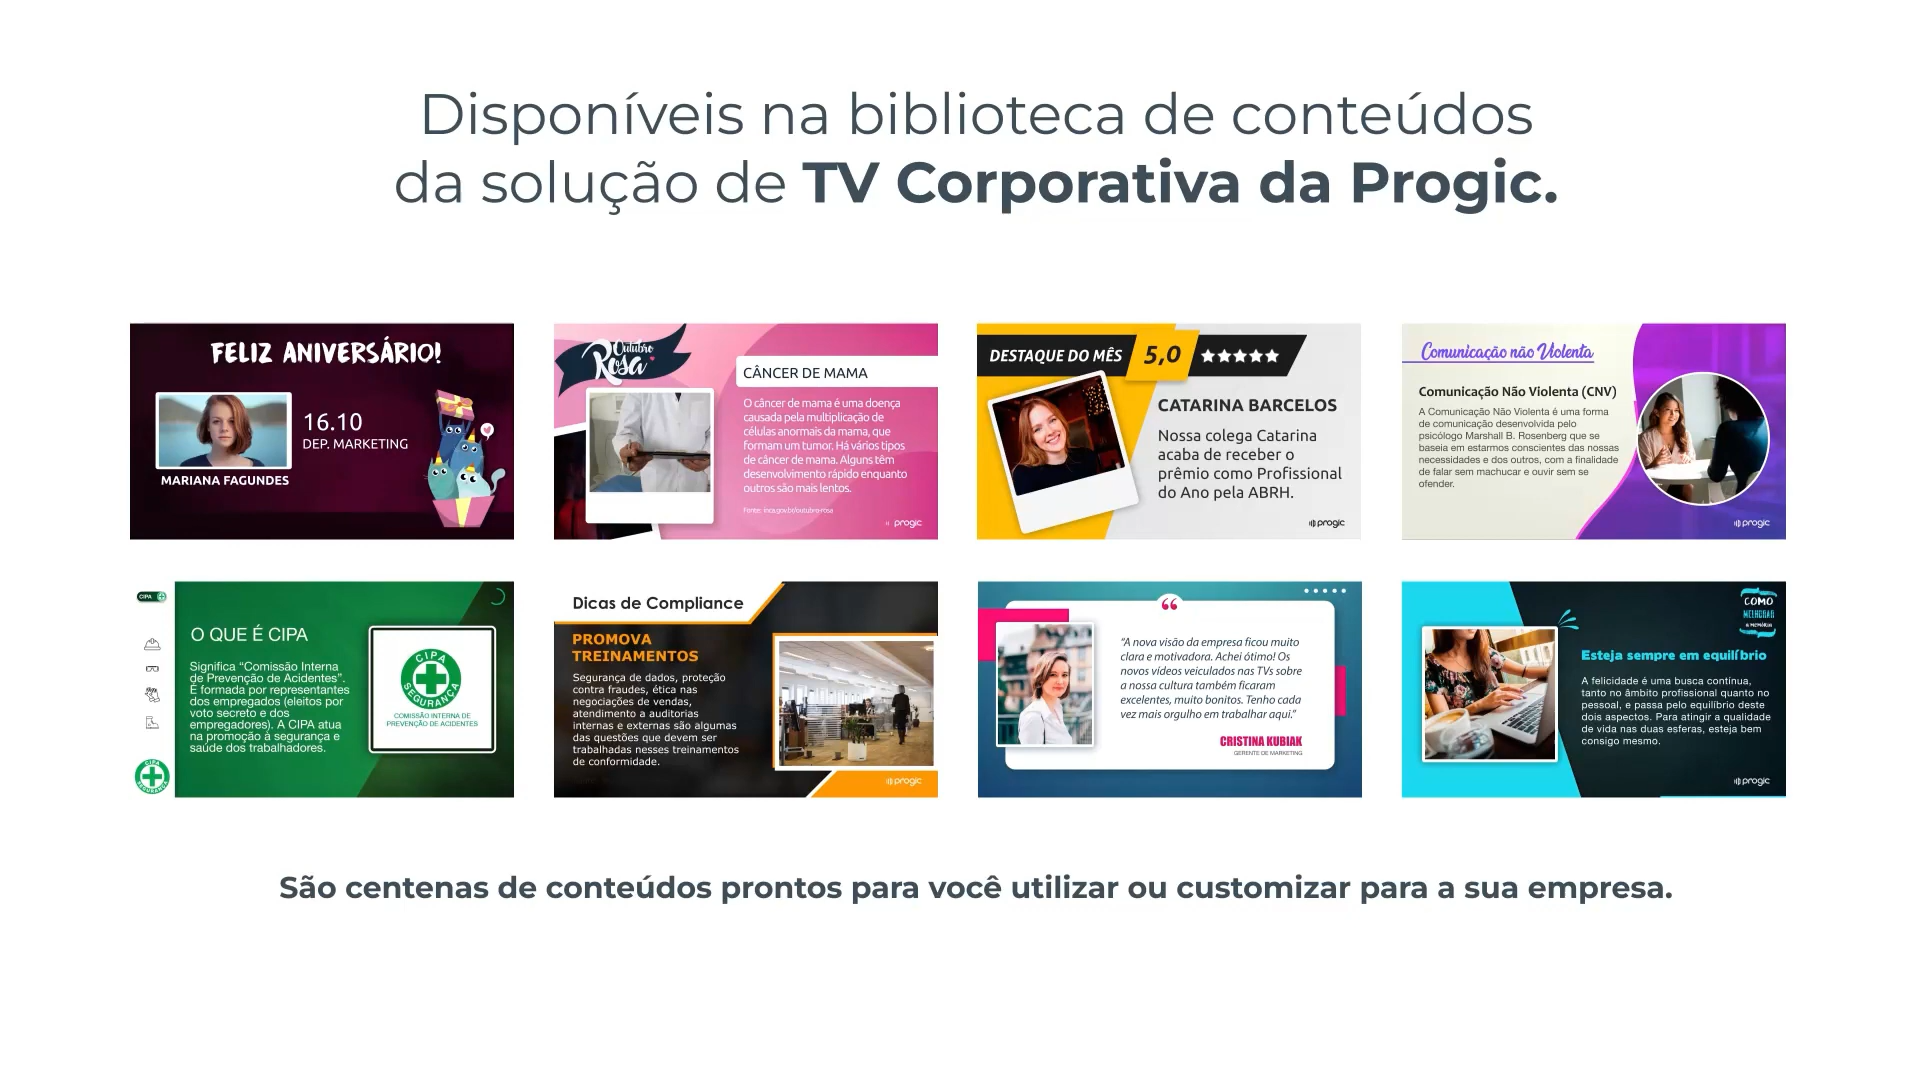 Disponíveis na biblioteca de conteúdos
da solução de TV Corporativa da Progic.
FELIZ ANIVERSÁRIO!
16.10
DEP. MARKETING
MARIANA FAGUNDES
Outubro
Rosa
CÂNCER DE MAMA
O câncer de mama é uma doença
causada pela multiplicação de
células anormais da mama, que
formam um tumor. Há vários tipos
de câncer de mama. Alguns têm
desenvolvimento rápido enquanto
outros são mais lentos.
Fonte: inca.gov.br/outubro-rosa
progic
DESTAQUE DO MÊS 5,0
CATARINA BARCELOS
Nossa colega Catarina
acaba de receber o
prêmio como Profissional
do Ano pela ABRH.
progic
Comunicação não Violenta
Comunicação Não Violenta (CNV)
A Comunicação Não Violenta é uma forma
de comunicação desenvolvida pelo
psicólogo Marshall B. Rosenberg que se
baseia em estarmos conscientes das nossas
necessidades e dos outros, com a finalidade
de falar sem machucar e ouvir sem se
ofender.
progic
CIPA
O QUE É CIPA
Significa “Comissão Interna
de Prevenção de Acidentes”.
É formada por representantes
dos empregados (eleitos por
voto secreto e dos
empregadores). A CIPA atua
na promoção à segurança e
saúde dos trabalhadores.
CIPA
SEGURANÇA
COMISSÃO INTERNA DE
PREVENÇÃO DE ACIDENTES
CIPA
SEGURANÇA
Dicas de Compliance
PROMOVA
TREINAMENTOS
Segurança de dados, proteção
contra fraudes, ética nas
negociações de vendas,
atendimento a auditorias
internas e externas são algumas
das questões que devem ser
trabalhadas nesses treinamentos
de conformidade.
progic
“A nova visão da empresa ficou muito
clara e motivadora. Achei ótimo! Os
novos vídeos veiculados nas TVs sobre
a nossa cultura também ficaram
excelentes, muito bonitos. Tenho cada
vez mais orgulho em trabalhar aqui.”
CRISTINA KUBIAK
GERENTE DE MARKETING
COMO
MELHORAR
A MEMÓRIA
Esteja sempre em equilíbrio
A felicidade é uma busca contínua,
tanto no âmbito profissional quanto no
pessoal, e passa pelo equilíbrio deste
dois aspectos. Para atingir a qualidade
de vida nas duas esferas, esteja bem
consigo mesmo.
progic
São centenas de conteúdos prontos para você utilizar ou customizar para a sua empresa.